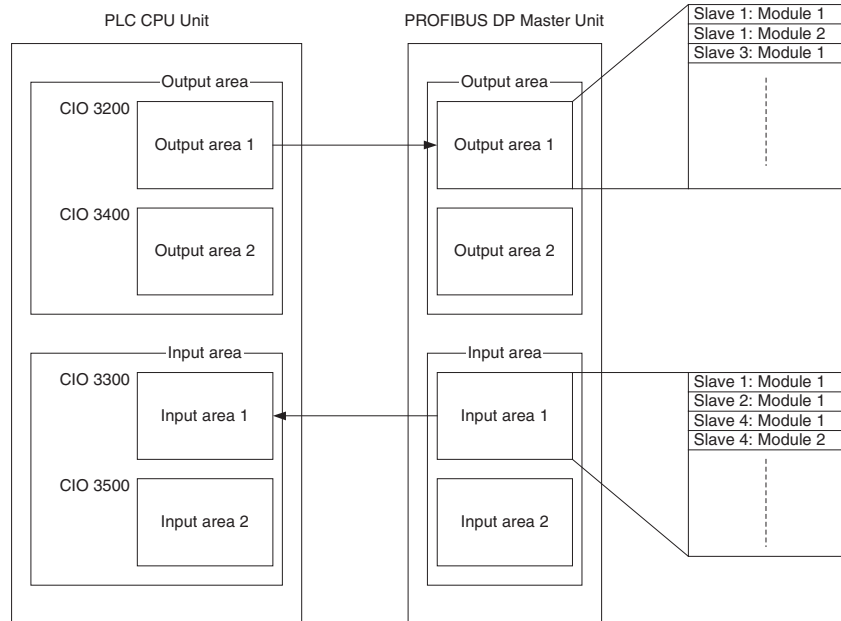 PLC CPU Unit
PROFIBUS DP Master Unit
Slave 1: Module 1
Slave 1: Module 2
Slave 3: Module 1
Output area
Output area
CIO 3200
Output area 1
Output area 1
CIO 3400
Output area 2
Output area 2
Input area
Input area
CIO 3300
Input area 1
Input area 1
Slave 1: Module 1
Slave 2: Module 1
Slave 4: Module 1
Slave 4: Module 2
CIO 3500
Input area 2
Input area 2